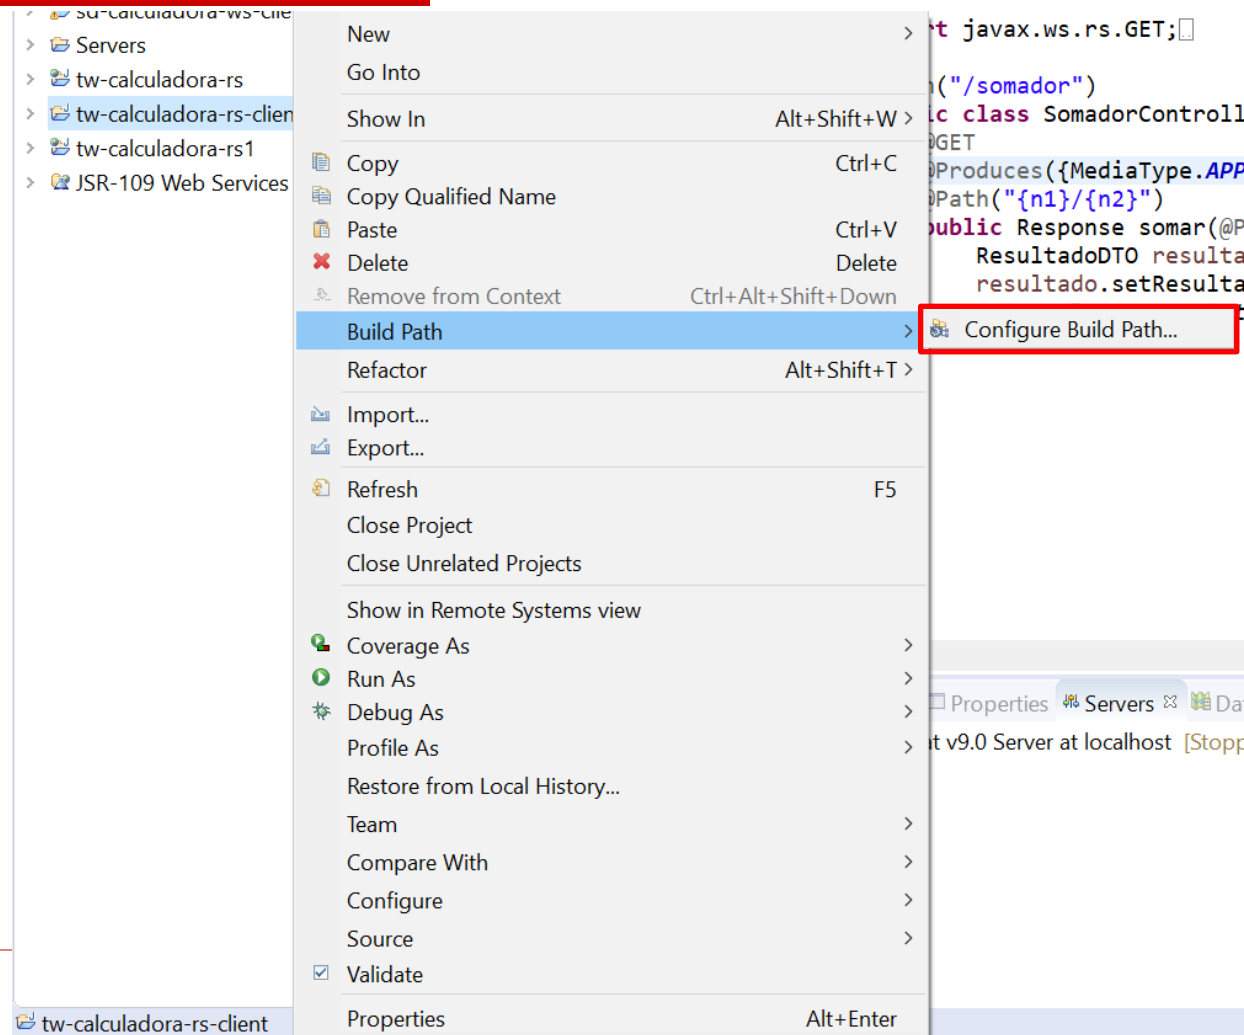 sd-calculadora-ws-clie
Servers
tw-calculadora-rs
tw-calculadora-rs-clien
tw-calculadora-rs1
JSR-109 Web Services
New
Go Into
Show In Alt+Shift+W
Copy Ctrl+C
Copy Qualified Name
Paste Ctrl+V
Delete Delete
Remove from Context Ctrl+Alt+Shift+Down
Build Path
Refactor Alt+Shift+T
Import...
Export...
Refresh F5
Close Project
Close Unrelated Projects
Show in Remote Systems view
Coverage As
Run As
Debug As
Profile As
Restore from Local History...
Team
Compare With
Configure
Source
Validate
Properties Alt+Enter
Configure Build Path...
t javax.ws.rs.GET;
("/somador")
ic class SomadorControll
@GET
@Produces({MediaType.APP
@Path("{n1}/{n2}")
public Response somar(@P
ResultadoDTO resulta
resultado.setResulta
Properties Servers Da
at v9.0 Server at localhost [Stopp
tw-calculadora-rs-client